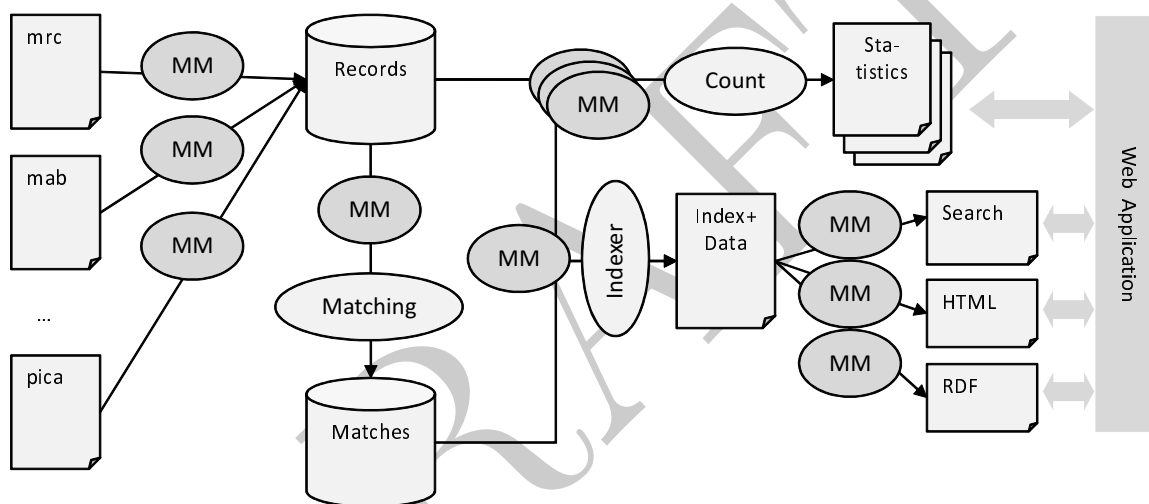 mrc
MM
Records
MM
Count
Sta-
tistics
MM
mab
MM
MM
MM
Index+
Data
Indexer
MM
Search
Web Application
...
Matching
MM
HTML
pica
MM
RDF
Matches